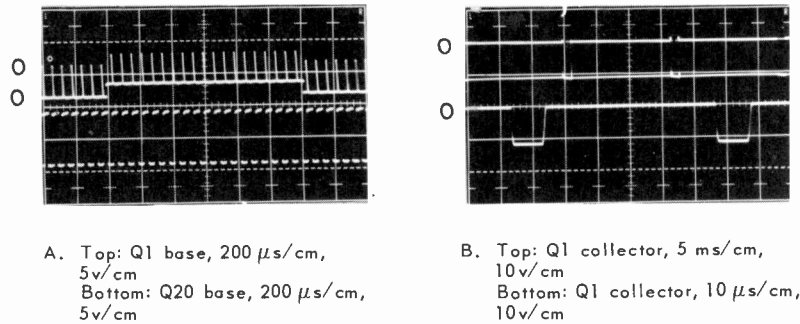 O
O
O
O
A. Top: Q1 base, 200 μs/cm,
5v/cm
Bottom: Q20 base, 200 μs/cm,
5v/cm
B. Top: Q1 collector, 5 ms/cm,
10v/cm
Bottom: Q1 collector, 10 μs/cm,
10v/cm